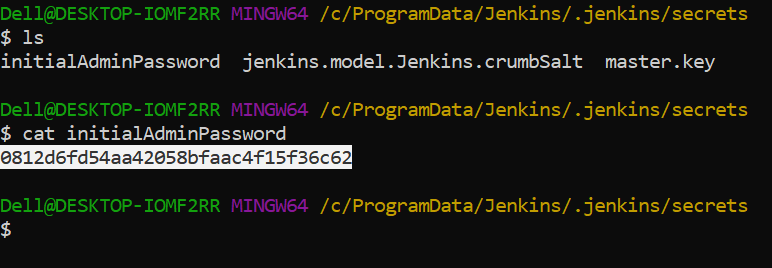 Dell@DESKTOP-IOMF2RR MINGW64 /c/ProgramData/Jenkins/.jenkins/secrets
$ ls
initialAdminPassword  jenkins.model.Jenkins.crumbSalt  master.key

Dell@DESKTOP-IOMF2RR MINGW64 /c/ProgramData/Jenkins/.jenkins/secrets
$ cat initialAdminPassword
0812d6fd54aa42058bfaac4f15f36c62

Dell@DESKTOP-IOMF2RR MINGW64 /c/ProgramData/Jenkins/.jenkins/secrets
$